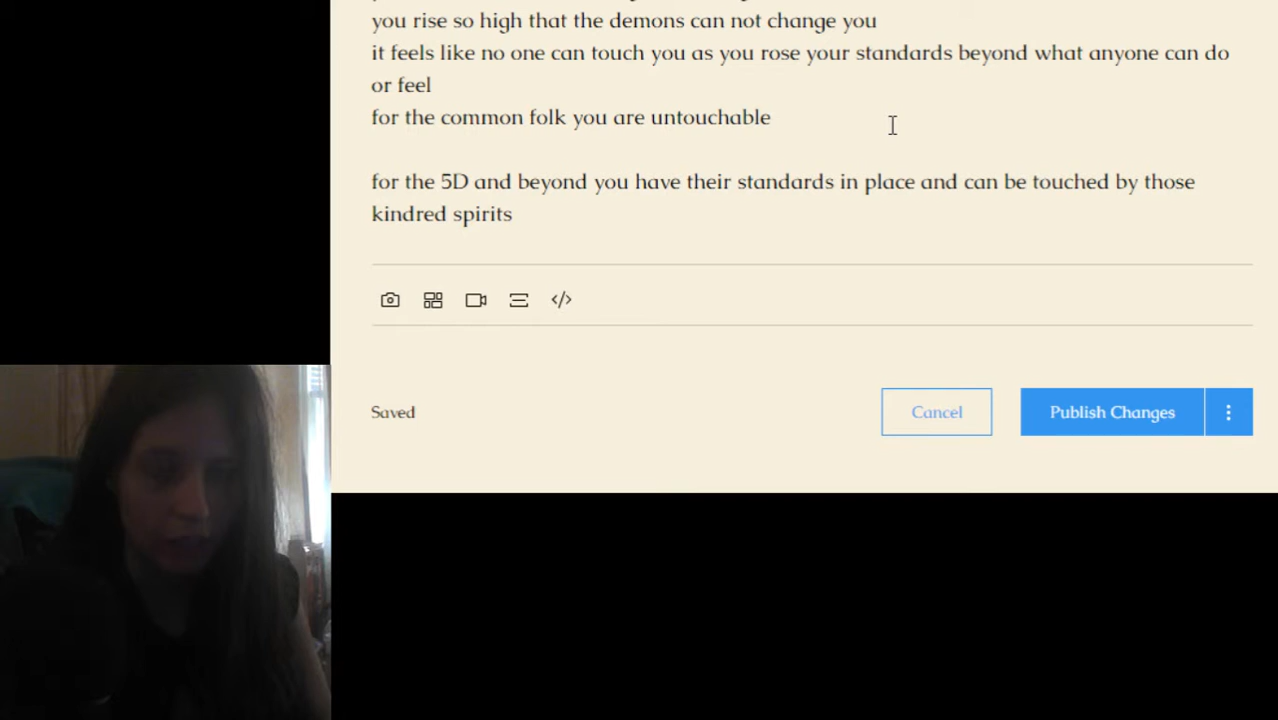 you rise so high that the demons can not change you
it feels like no one can touch you as you rose your standards beyond what anyone can do
or feel
for the common folk you are untouchable
for the 5D and beyond you have their standards in place and can be touched by those
kindred spirits
Saved
Cancel
Publish Changes